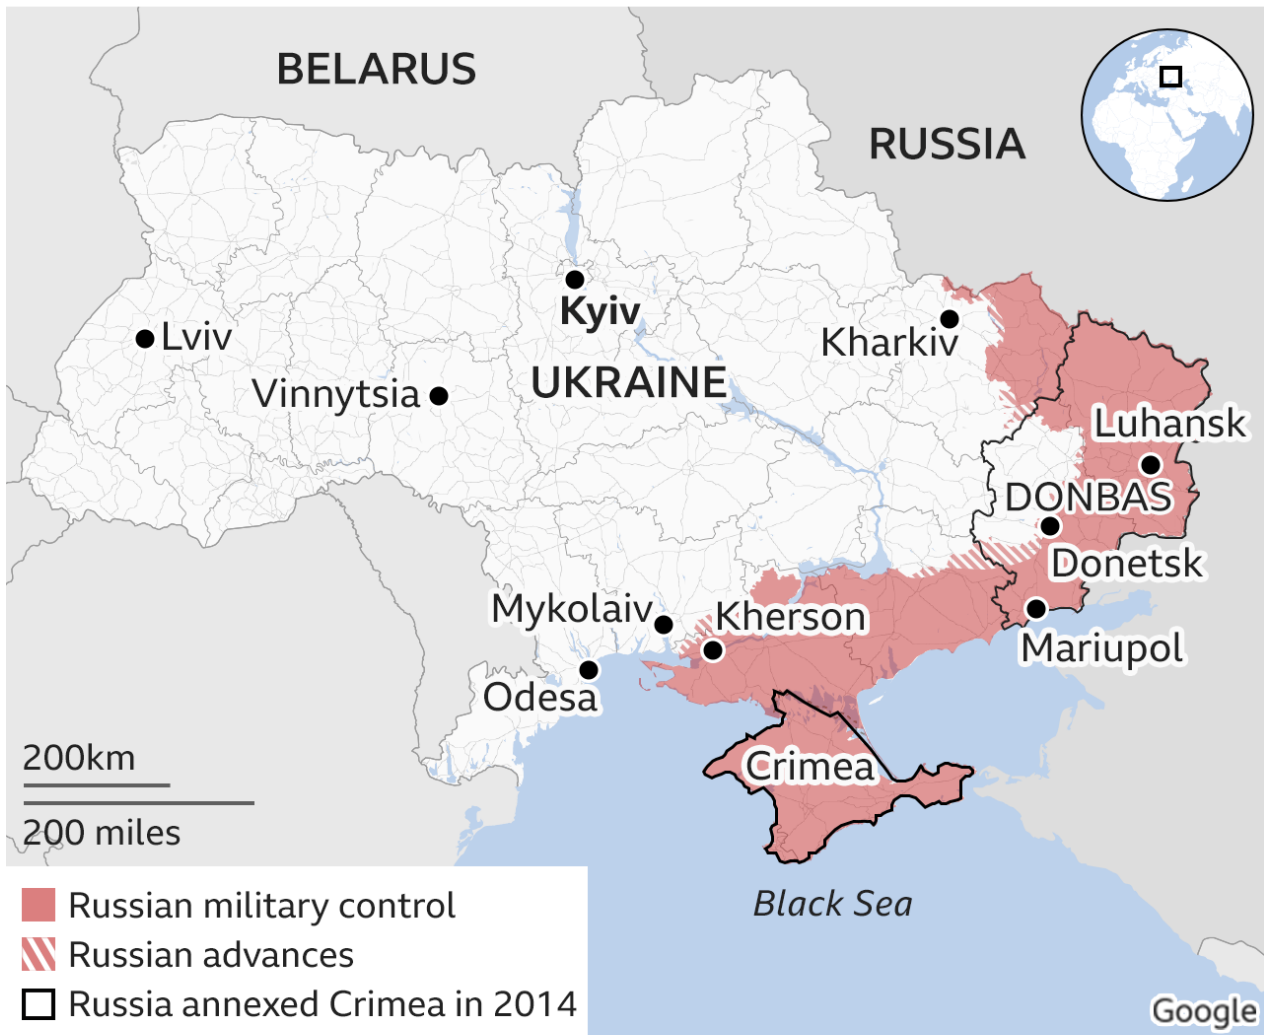 BELARUS
RUSSIA
Kyiv
Lviv
Kharkiv
UKRAINE
Vinnytsia
Luhansk
DONBAS
Donetsk
Mykolaiv
Kherson
Mariupol
Odesa
Crimea
200km
200 miles
Black Sea
Russian military control
Russian advances
Russia annexed Crimea in 2014
Google